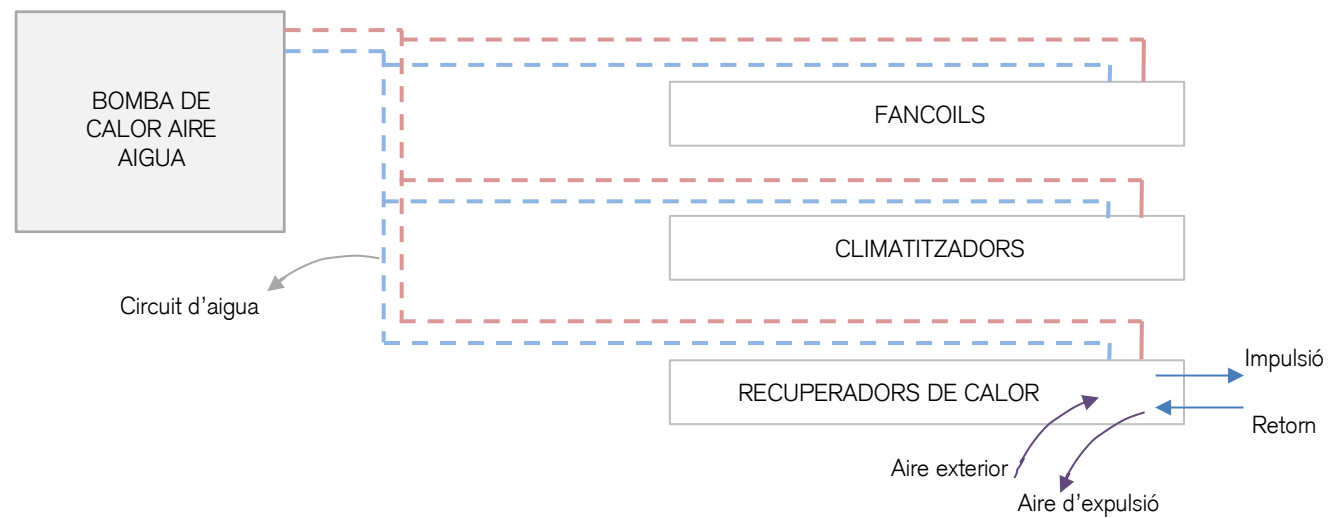 BOMBA DE
CALOR AIRE
AIGUA
FANCOILS
CLIMATITZADORS
Circuit d'aigua
RECUPERADORS DE CALOR
Impulsió
Retorn
Aire exterior
Aire d'expulsió